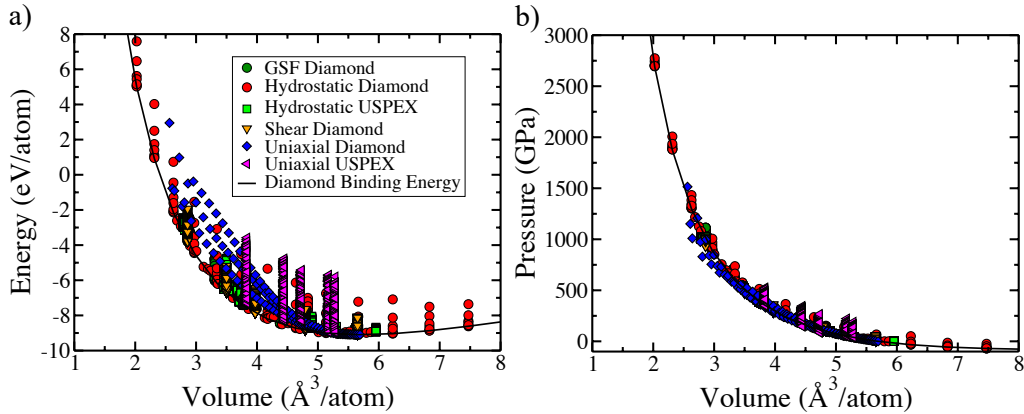 a)
Energy (eV/atom)
8
6
4
2
0
-2
-4
-6
-8
-10
GSF Diamond
Hydrostatic Diamond
Hydrostatic USPEX
Shear Diamond
Uniaxial Diamond
Uniaxial USPEX
Diamond Binding Energy
1 2 3 4 5 6 7 8
Volume (Å³/atom)
b)
Pressure (GPa)
3000
2500
2000
1500
1000
500
0
1 2 3 4 5 6 7 8
Volume (Å³/atom)